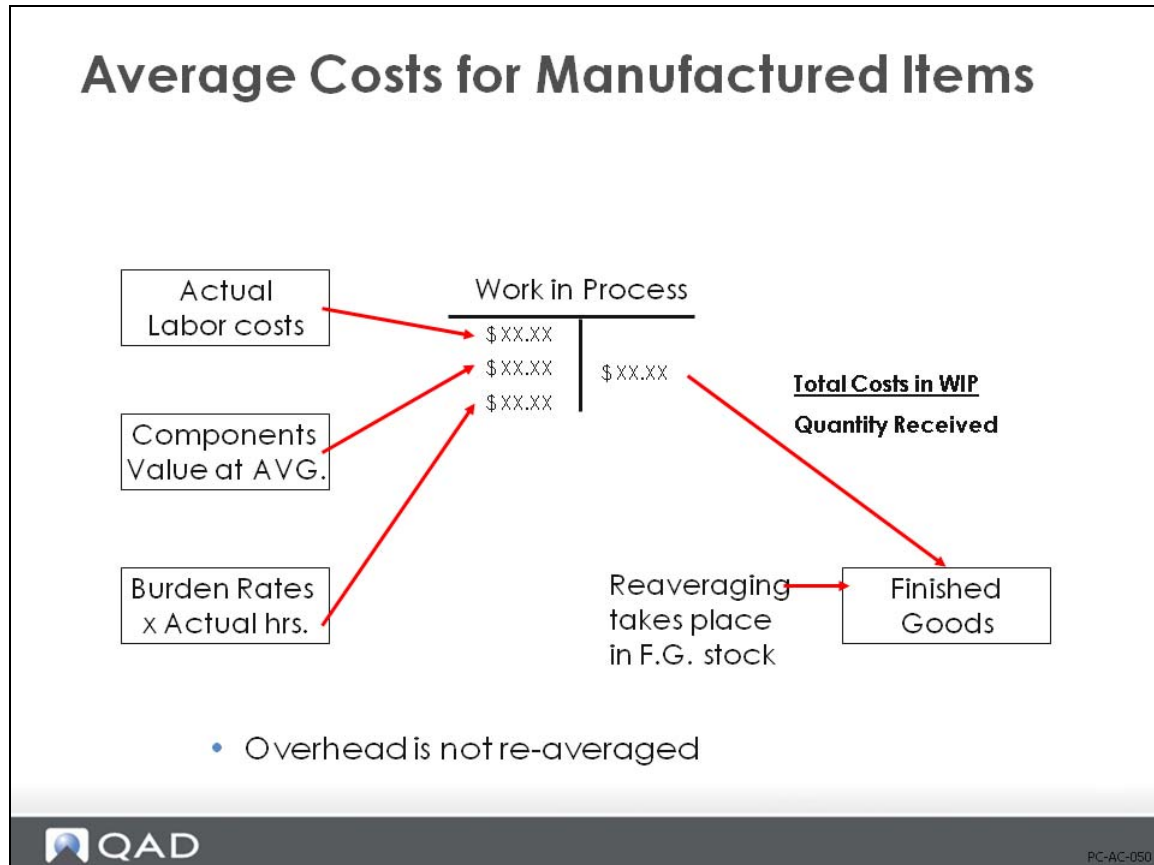 Average Costs for Manufactured Items
Actual
Labor costs
Components
Value at AVG.
Burden Rates
x Actual hrs.
Work in Process
$XX.XX
$XX.XX
$XX.XX
$XX.XX
Total Costs in WIP
Quantity Received
Reaveraging
takes place
in F.G. stock
Finished
Goods
• Overhead is not re-averaged
QAD
PC-AC-050